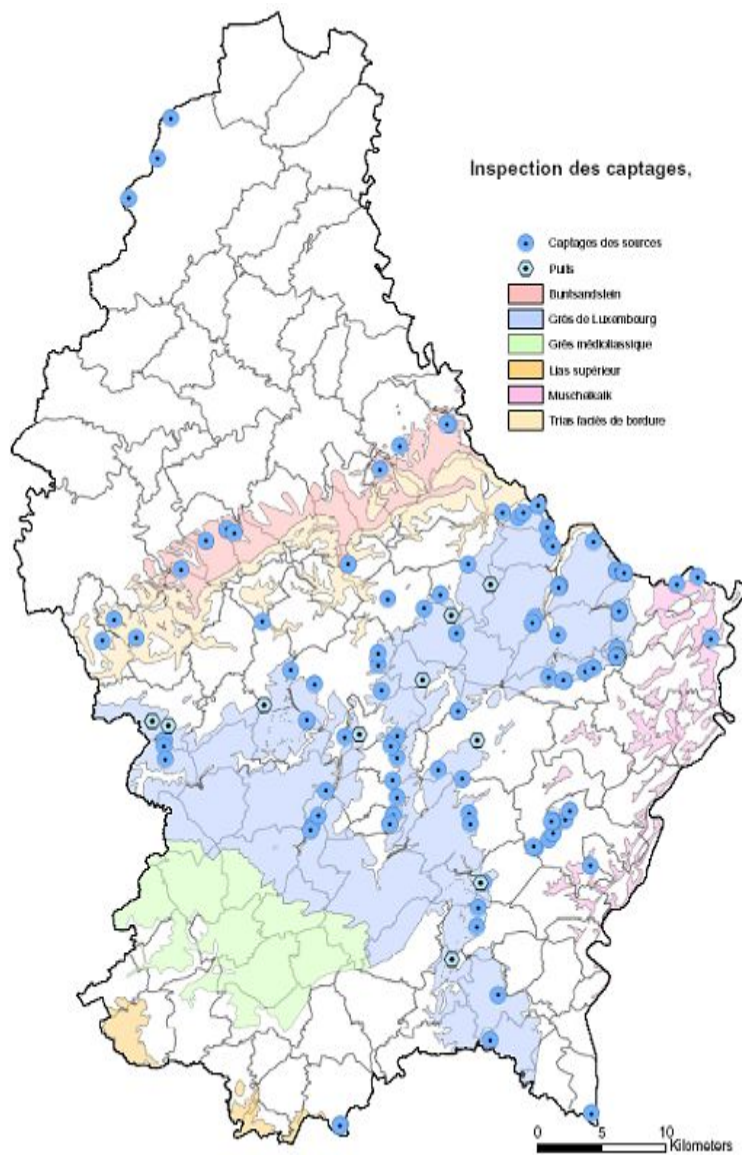 Inspection des captages,
Captages des sources
Puits
Buntsandstein
Grès de Luxembourg
Grès médioliassique
Lias supérieur
Muschelkalk
Trias faciès de bordure
0 5 10
Kilometers